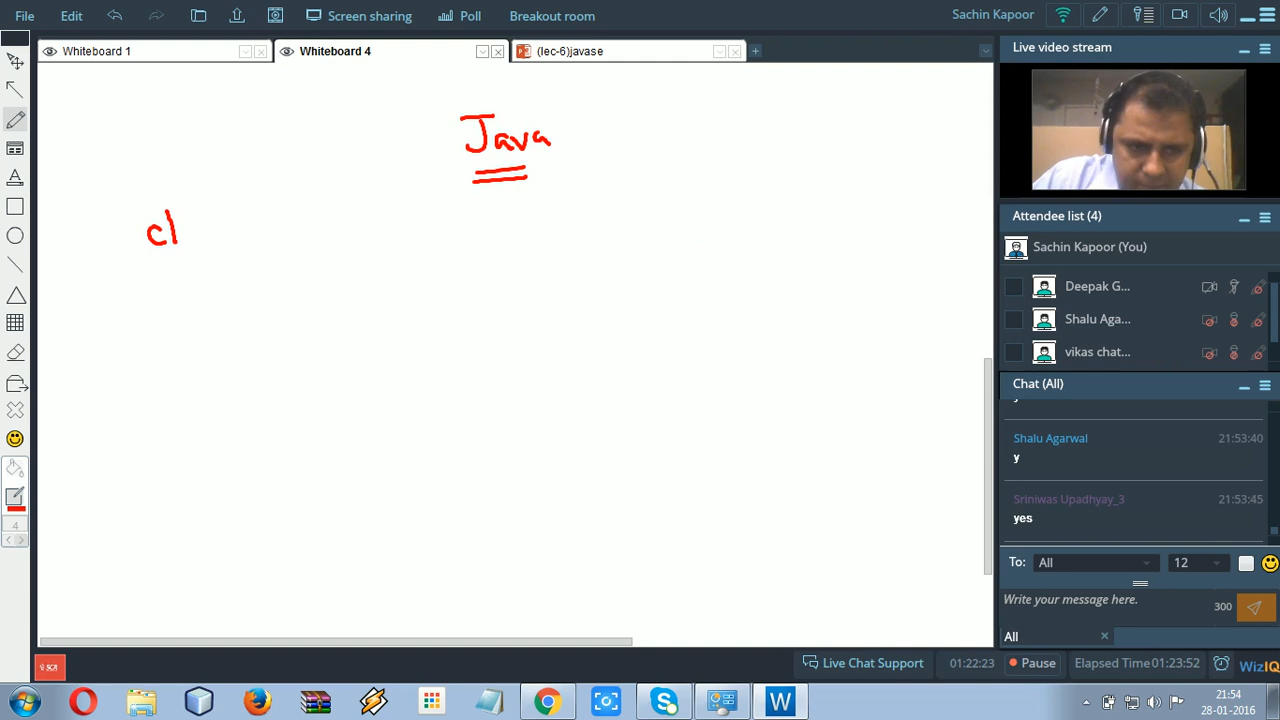 File Edit Screen sharing Poll Breakout room Sachin Kapoor
Whiteboard 1 Whiteboard 4 (lec-6)javase
Java
cl
4
Live video stream
Attendee list (4)
Sachin Kapoor (You)
Deepak G...
Shalu Aga...
vikas chat...
Chat (All)
Shalu Agarwal 21:53:40
y
Sriniwas Upadhyay_3 21:53:45
yes
To: All 12
Write your message here. 300
All
Live Chat Support 01:22:23 Pause Elapsed Time 01:23:52 WizIQ
21:54
28-01-2016